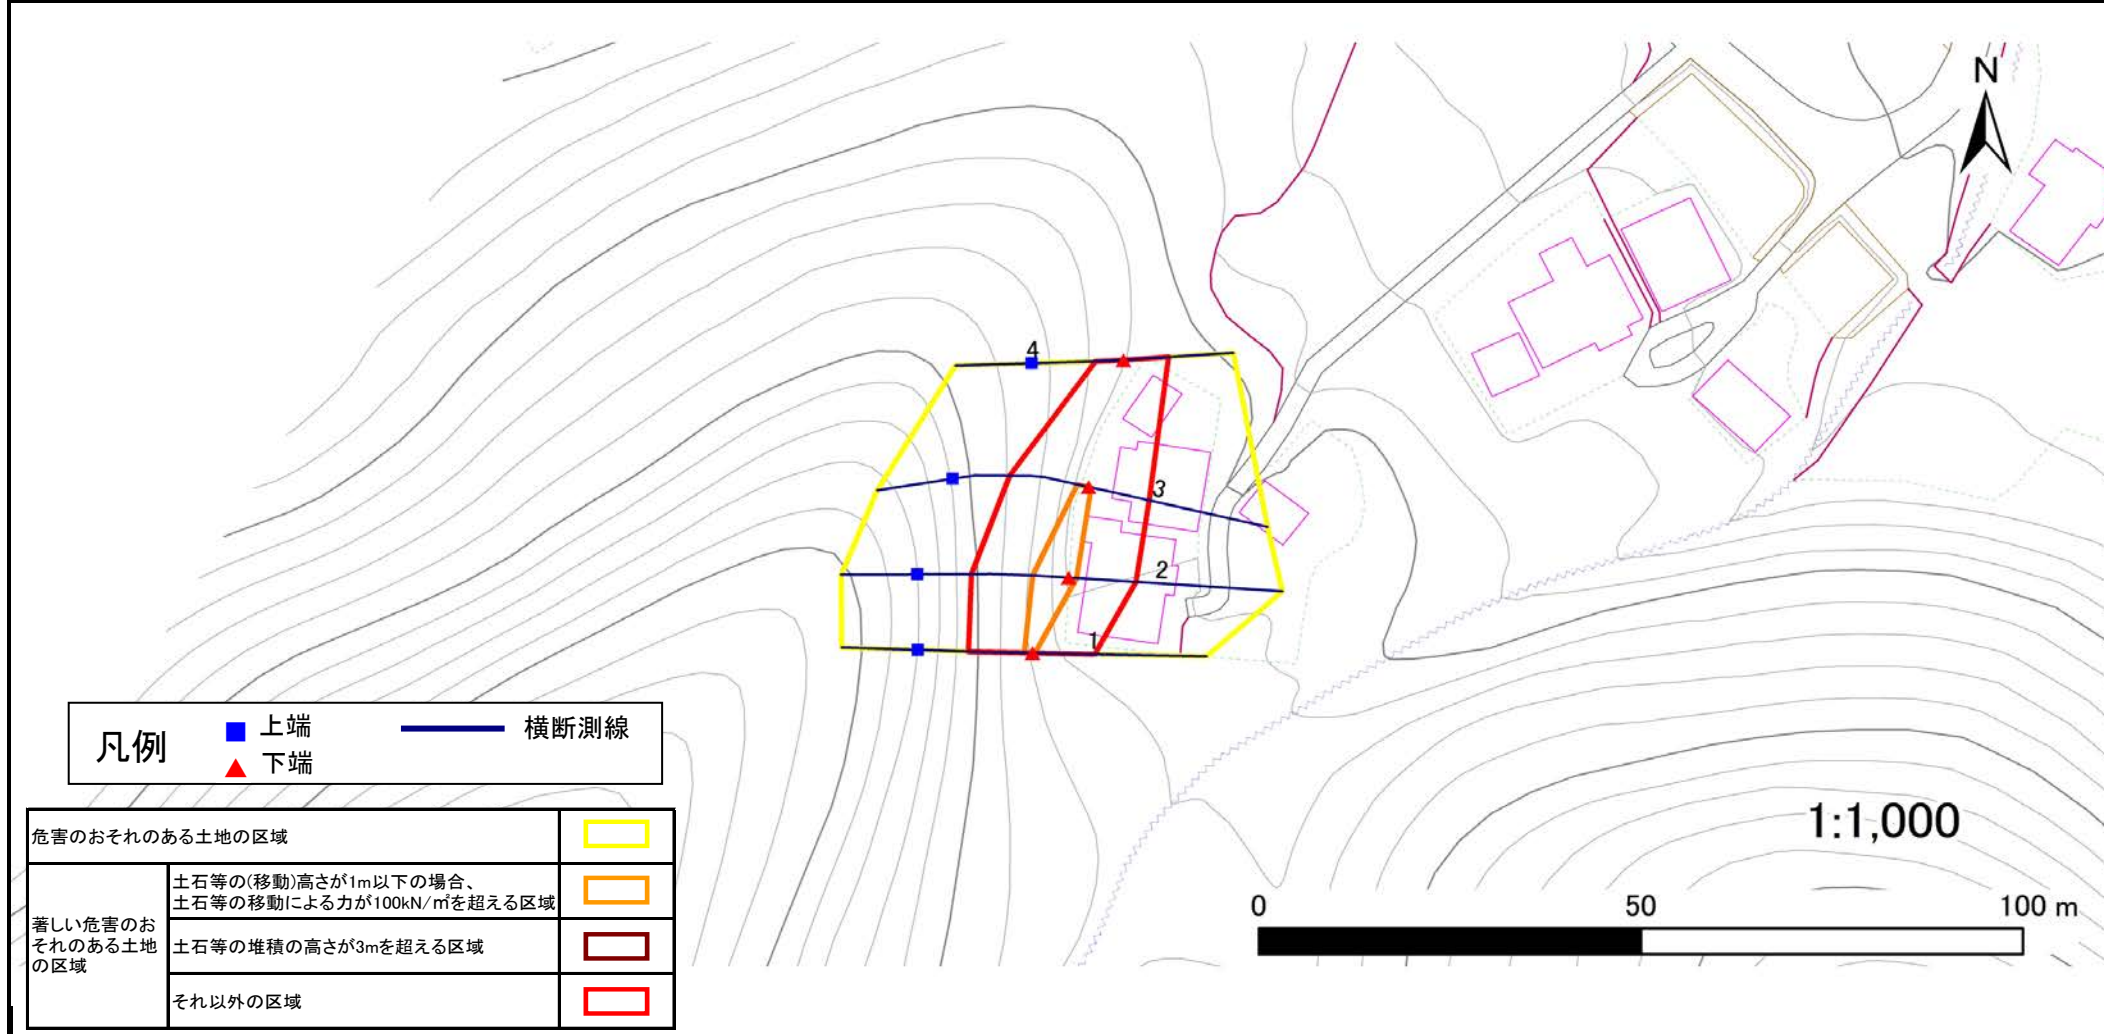 N
4
3
2
1
凡例
上端
横断測線
下端
危害のおそれのある土地の区域
著しい危害のお
それのある土地
の区域
土石等の(移動)高さが1m以下の場合、
土石等の移動による力が100kN/㎡を超える区域
土石等の堆積の高さが3mを超える区域
それ以外の区域
1:1,000
0
50
100 m